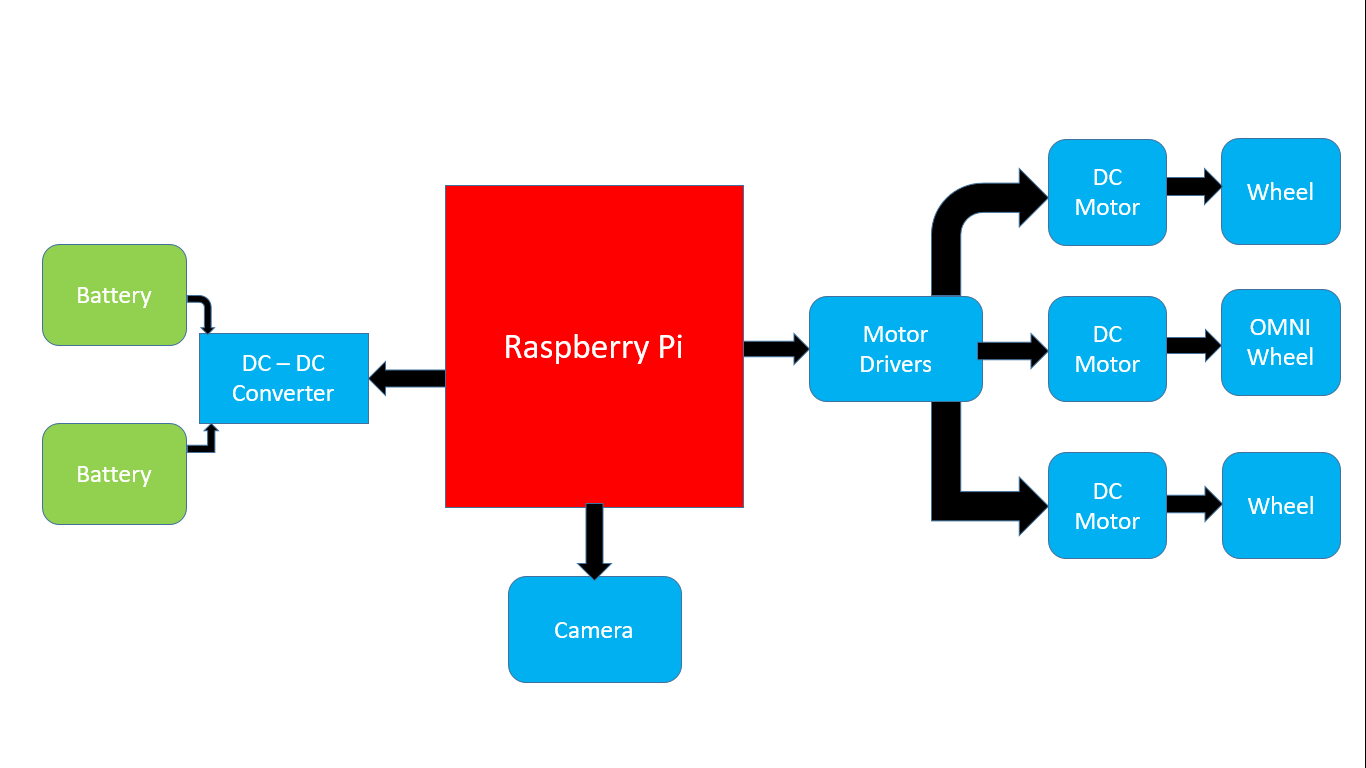 Battery
Battery
DC – DC
Converter
Raspberry Pi
Camera
Motor
Drivers
DC
Motor
Wheel
DC
Motor
OMNI
Wheel
DC
Motor
Wheel